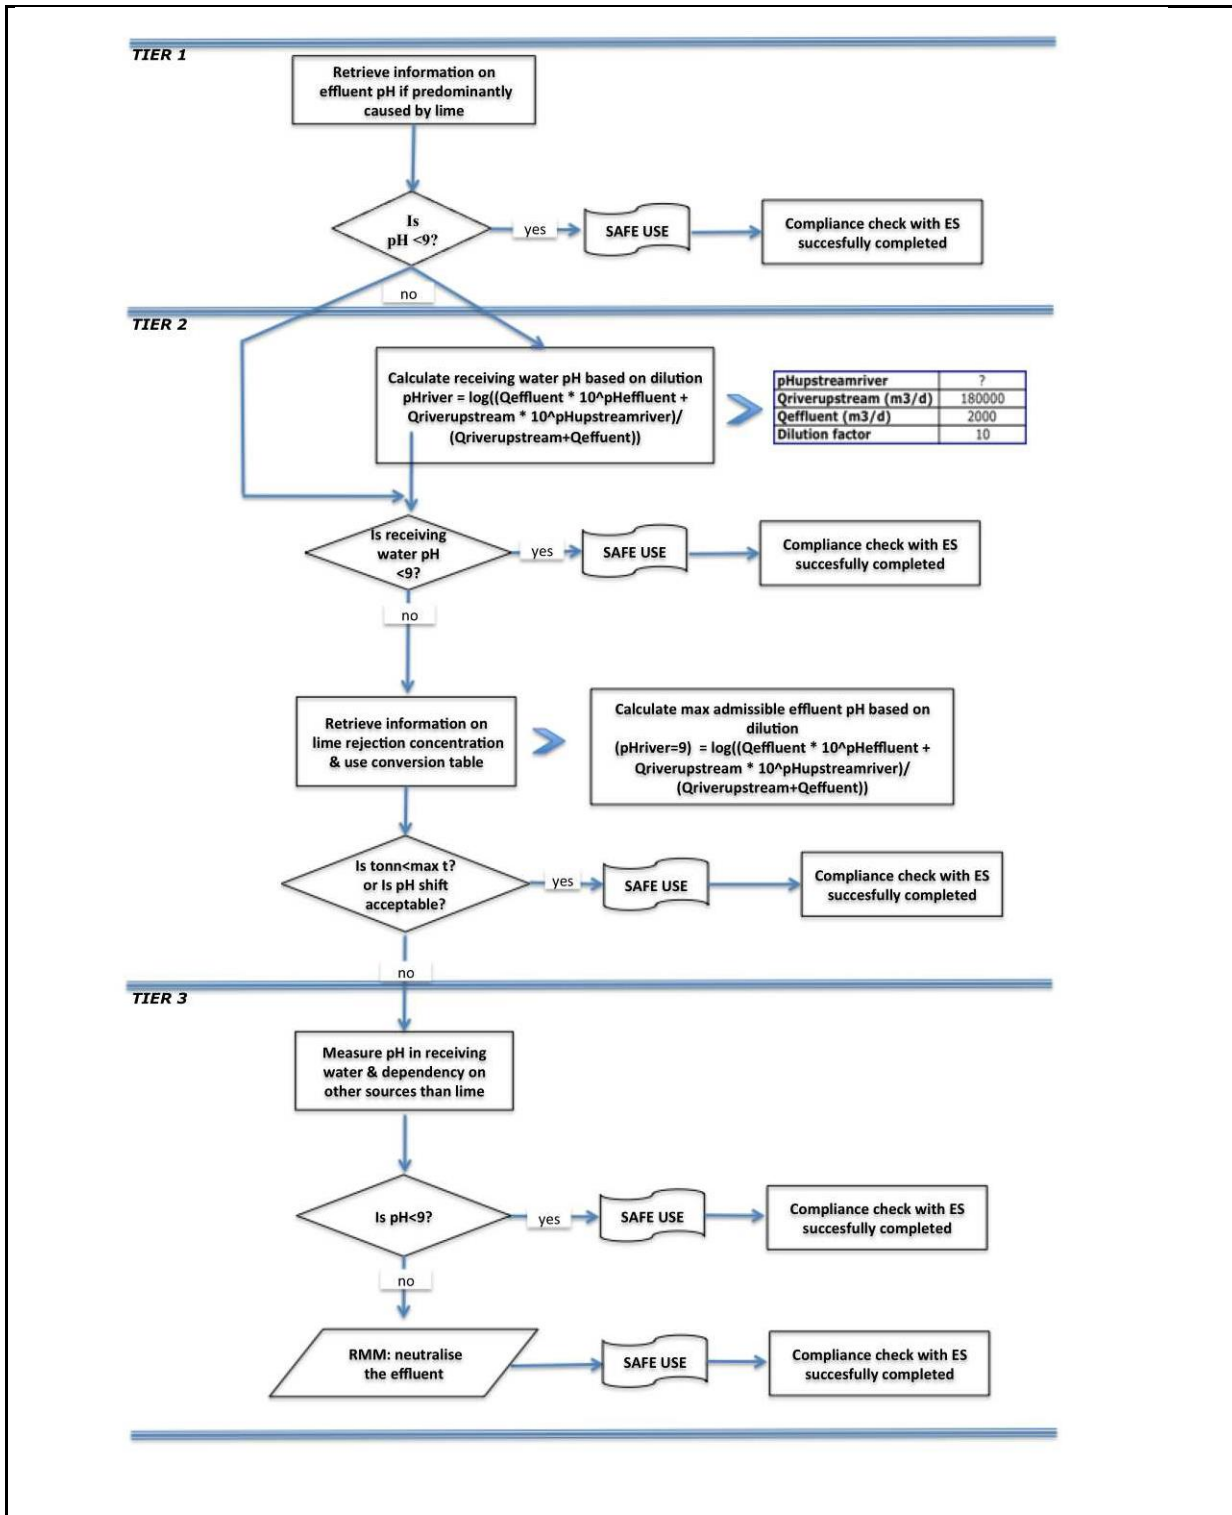 TIER 1
Retrieve information on
effluent pH if predominantly
caused by lime
Is
pH <9?
yes
SAFE USE
Compliance check with ES
succesfully completed
no
TIER 2
Calculate receiving water pH based on dilution
pHriver = log((Qeffluent * 10^pHeffluent +
Qriverupstream * 10^pHupstreamriver)/
(Qriverupstream+Qeffuent))
pHupstreamriver ?
Qriverupstream (m3/d) 180000
Qeffluent (m3/d) 2000
Dilution factor 10
Is receiving
water pH
<9?
yes
SAFE USE
Compliance check with ES
succesfully completed
no
Retrieve information on
lime rejection concentration
& use conversion table
Calculate max admissible effluent pH based on
dilution
(pHriver=9) = log((Qeffluent * 10^pHeffluent +
Qriverupstream * 10^pHupstreamriver)/
(Qriverupstream+Qeffuent))
Is tonn<max t?
or Is pH shift
acceptable?
yes
SAFE USE
Compliance check with ES
succesfully completed
no
TIER 3
Measure pH in receiving
water & dependency on
other sources than lime
Is pH<9?
yes
SAFE USE
Compliance check with ES
succesfully completed
no
RMM: neutralise
the effluent
SAFE USE
Compliance check with ES
succesfully completed